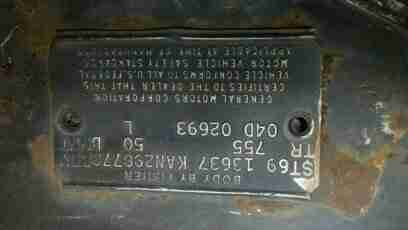 BODY BY FISHER
ST69 13637
TR 755 50
04D 02693 L
GENERAL MOTORS CORPORATION
CERTIFIES TO THE DEALER THAT THIS
VEHICLE CONFORMS TO ALL U.S. FEDERAL
MOTOR VEHICLE SAFETY STANDARDS
APPLICABLE AT TIME OF MANUFACTURE